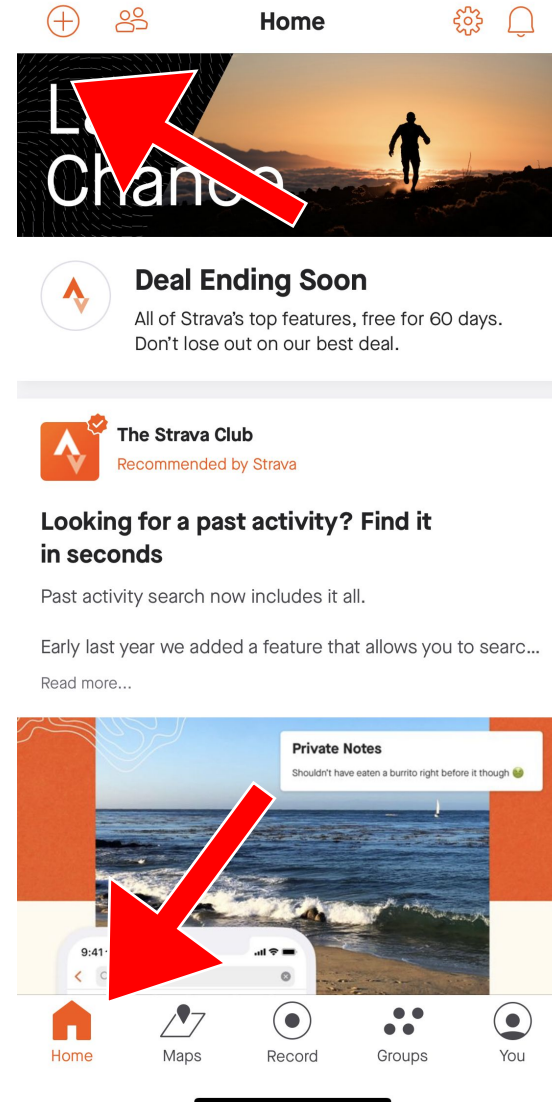 Home
Chance
Deal Ending Soon
All of Strava's top features, free for 60 days.
Don't lose out on our best deal.
The Strava Club
Recommended by Strava
Looking for a past activity? Find it
in seconds
Past activity search now includes it all.
Early last year we added a feature that allows you to searc...
Read more...
Private Notes
Shouldn't have eaten a burrito right before it though
9:41
Home
Maps
Record
Groups
You